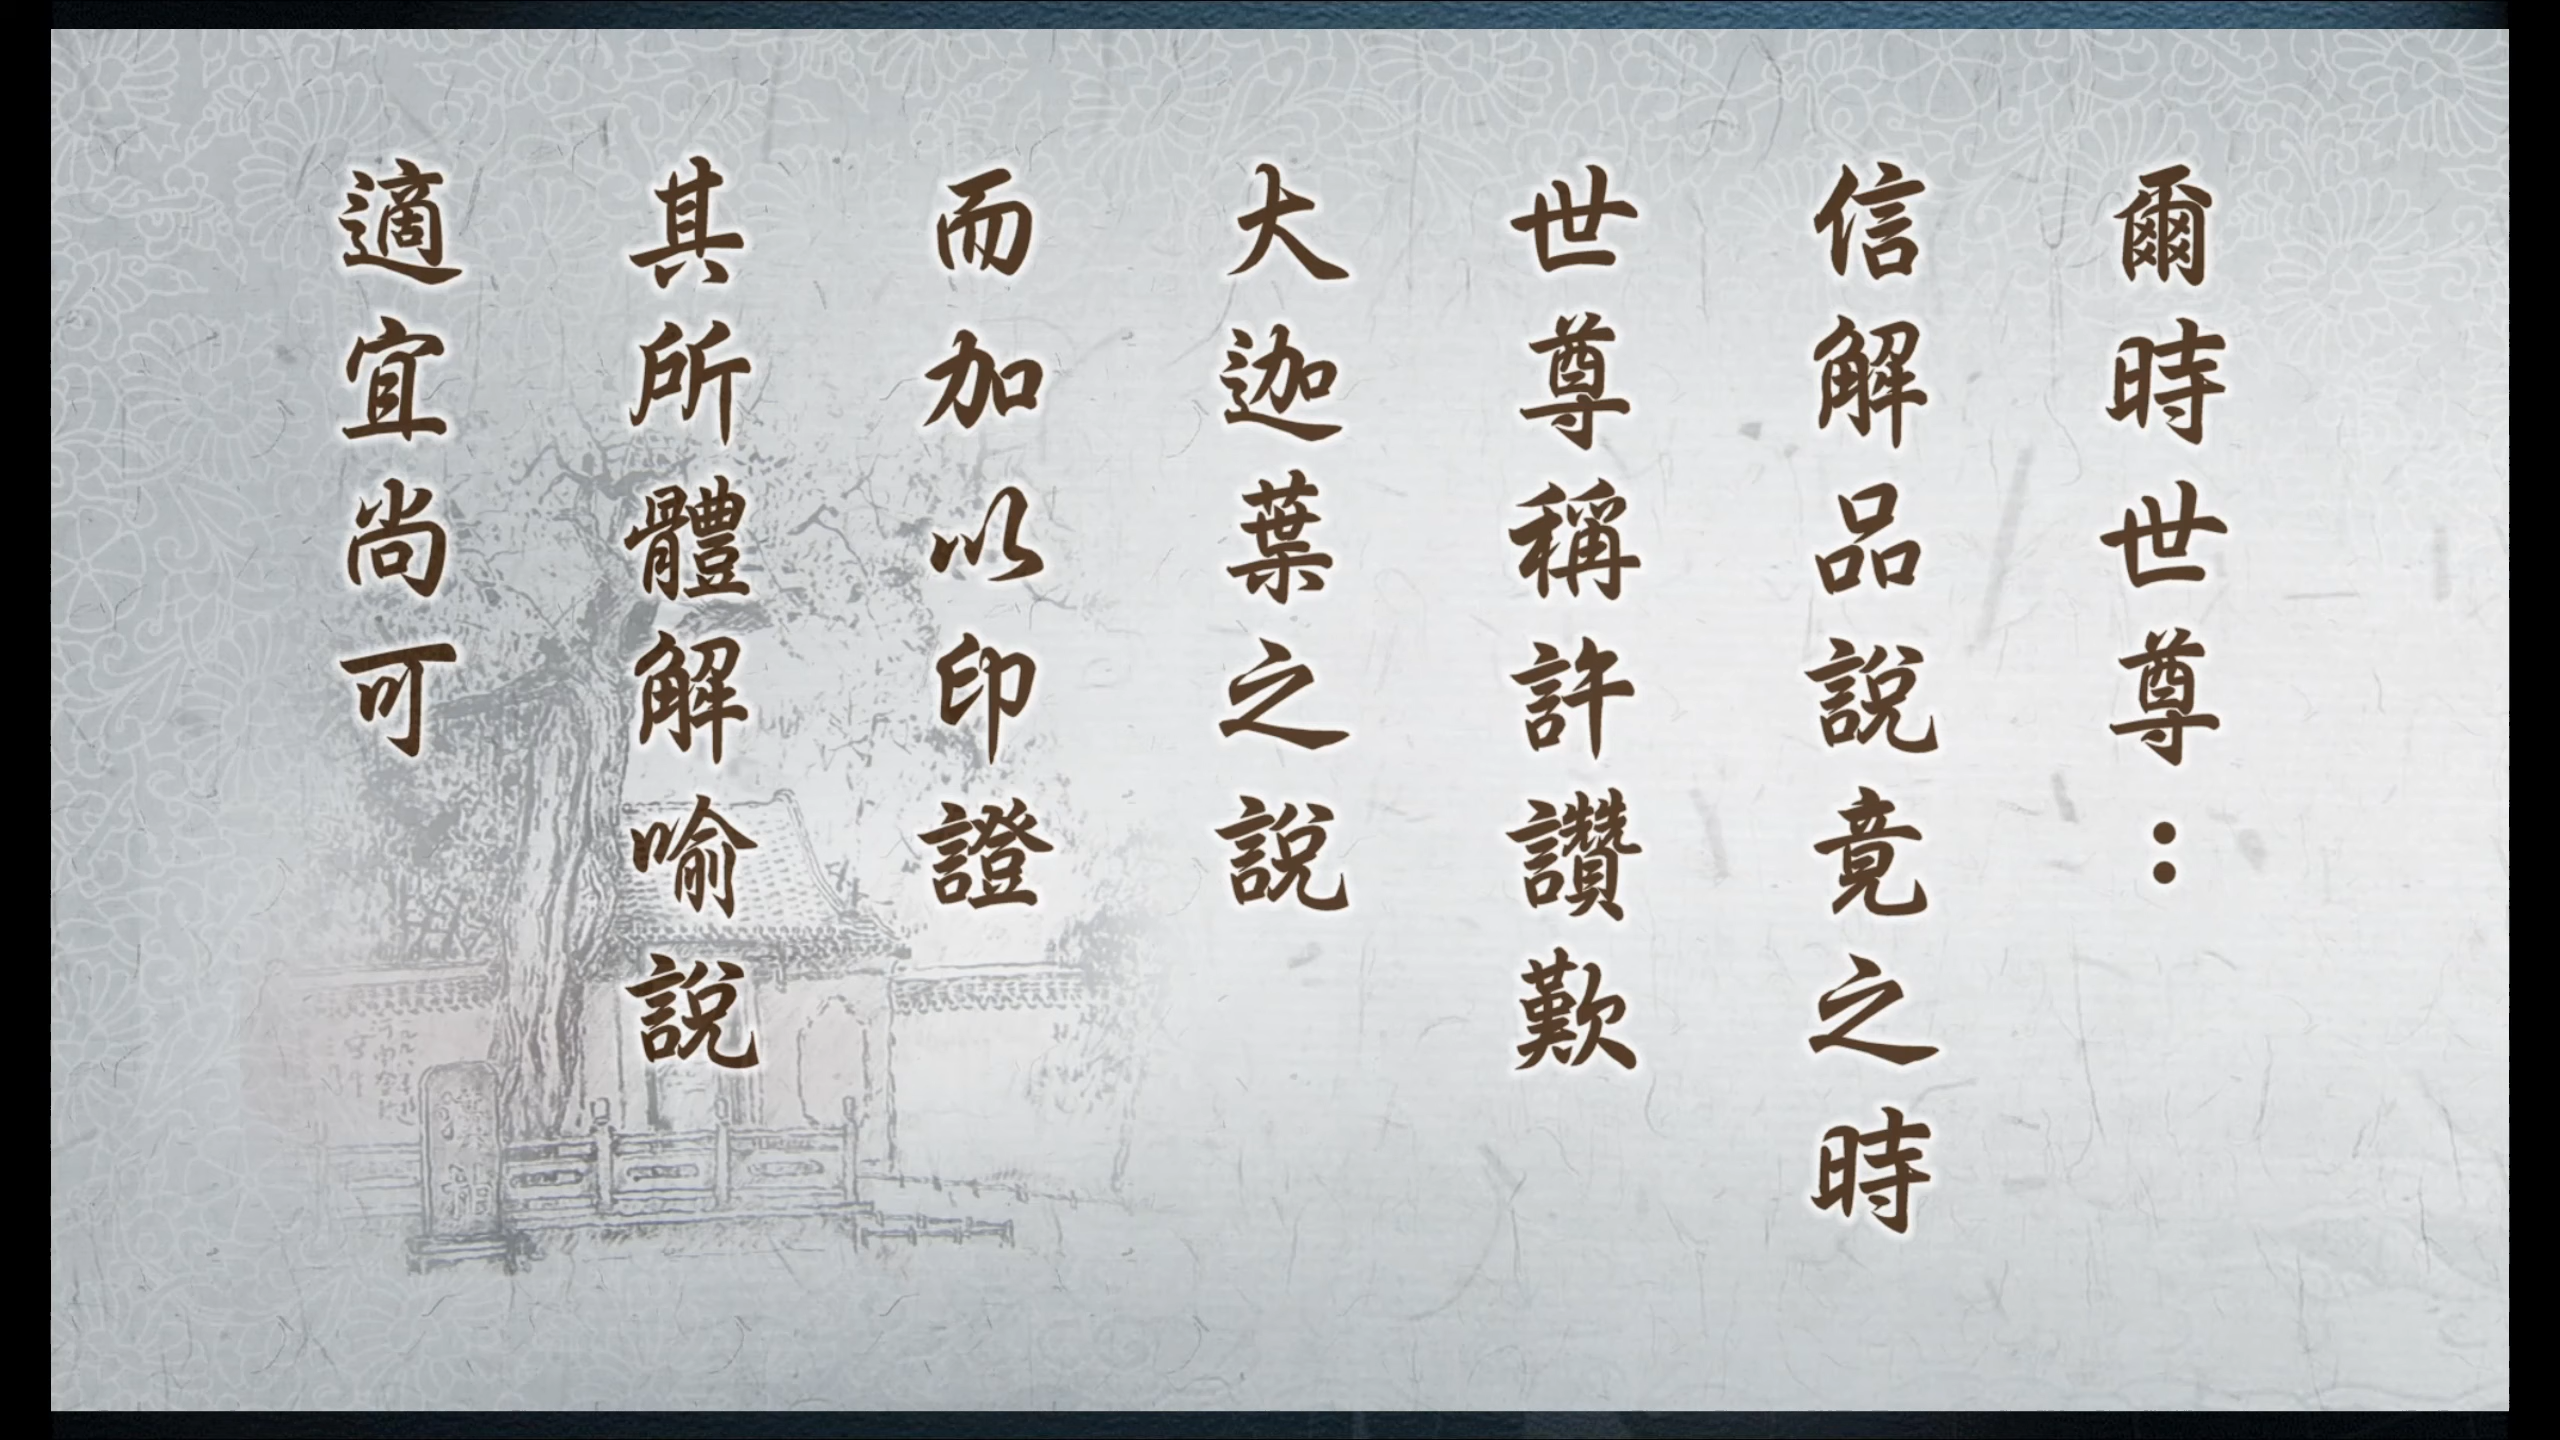 爾時世尊：
信解品說竟之時
世尊稱許讚歎
大迦葉之說
而加以印證
其所體解喻說
適宜尚可